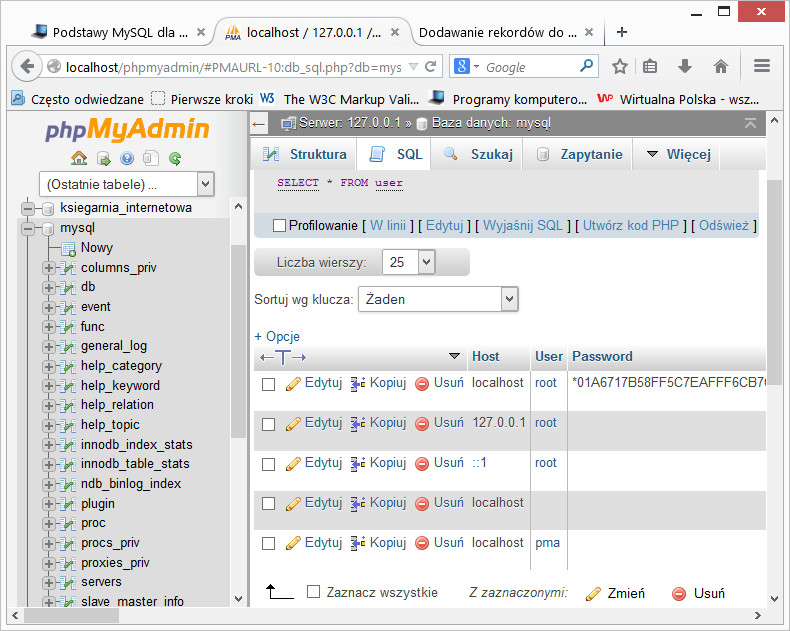 Podstawy MySQL dla ...
PMA localhost / 127.0.0.1 /...
Dodawanie rekordów do ...
localhost/phpmyadmin/#PMAURL-10:db_sql.php?db=mys
8 Google
Często odwiedzane
Pierwsze kroki
W3 The W3C Markup Vali...
Programy komputero...
WP Wirtualna Polska - wsz...
phpMyAdmin
(Ostatnie tabele) ...
ksiegarnia_internetowa
mysql
Nowy
columns_priv
db
event
func
general_log
help_category
help_keyword
help_relation
help_topic
innodb_index_stats
innodb_table_stats
ndb_binlog_index
plugin
proc
procs_priv
proxies_priv
servers
slave_master_info
Serwer: 127.0.0.1 » Baza danych: mysql
Struktura SQL Szukaj Zapytanie Więcej
SELECT * FROM user
Profilowanie [ W linii ] [ Edytuj ] [ Wyjaśnij SQL ] [ Utwórz kod PHP ] [ Odśwież ]
Liczba wierszy: 25
Sortuj wg klucza: Żaden
+ Opcje
←T→ Host User Password
Edytuj Kopiuj Usuń localhost root *01A6717B58FF5C7EAFFF6CB7
Edytuj Kopiuj Usuń 127.0.0.1 root
Edytuj Kopiuj Usuń ::1 root
Edytuj Kopiuj Usuń localhost
Edytuj Kopiuj Usuń localhost pma
Zaznacz wszystkie Z zaznaczonymi: Zmień Usuń